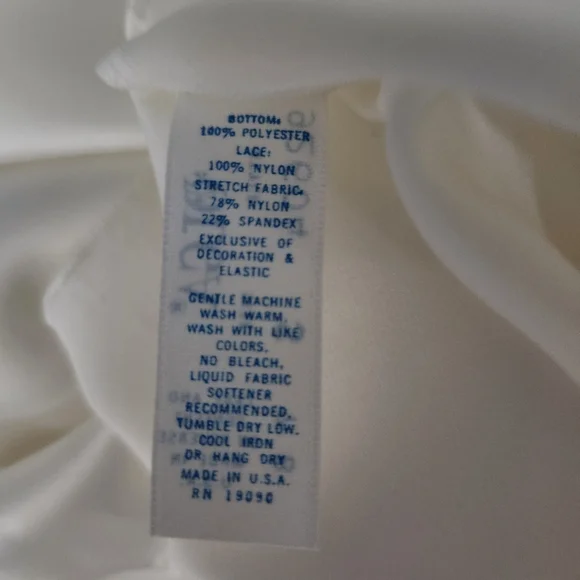 BOTTOM:
100% POLYESTER
LACE:
100% NYLON
STRETCH FABRIC:
78% NYLON
22% SPANDEX
EXCLUSIVE OF
DECORATION &
ELASTIC
GENTLE MACHINE
WASH WARM.
WASH WITH LIKE
COLORS.
NO BLEACH.
LIQUID FABRIC
SOFTENER
RECOMMENDED.
TUMBLE DRY LOW.
COOL IRON
OR HANG DRY
MADE IN U.S.A.
RN 19090